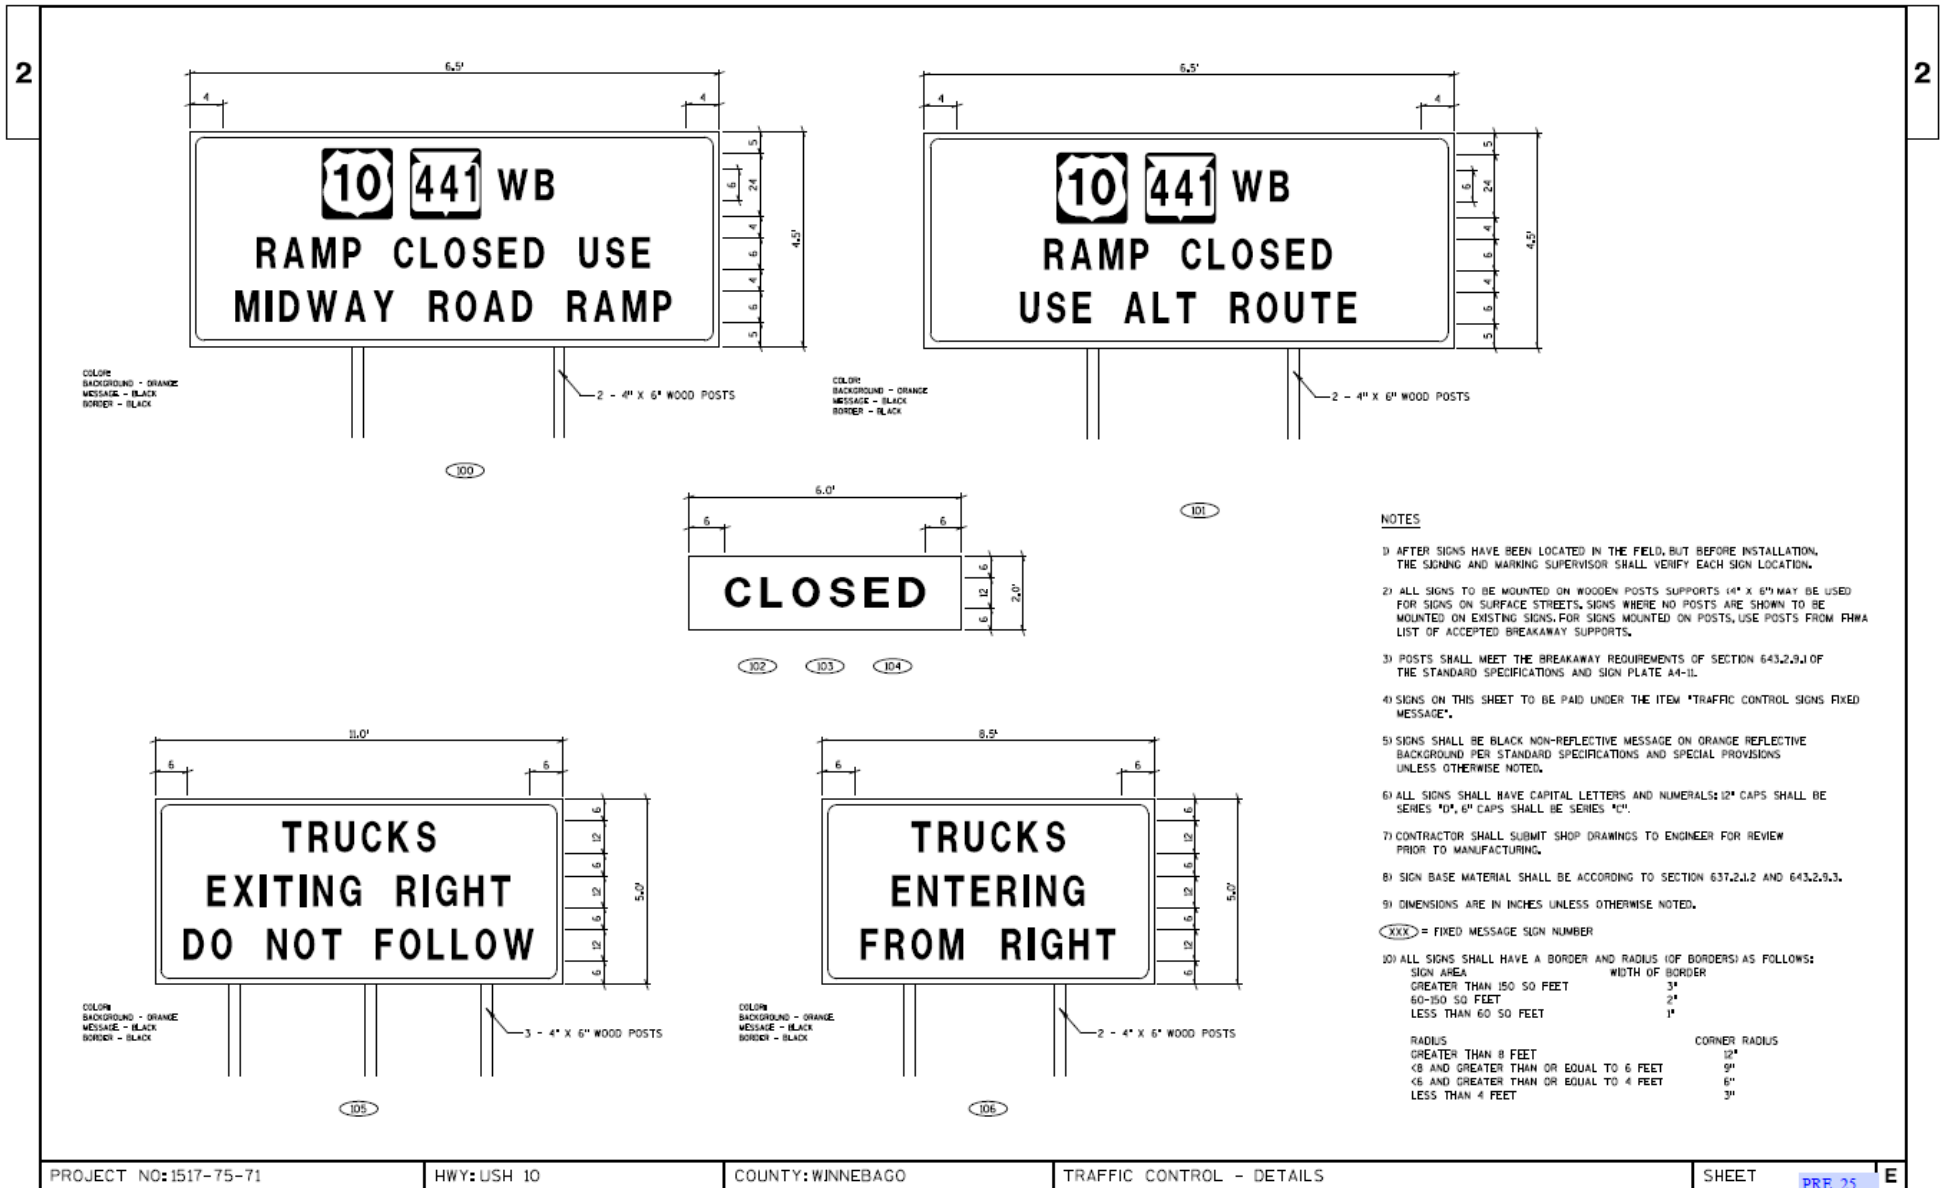 2
2
6.5'
4
4
10 441 WB
RAMP CLOSED USE
MIDWAY ROAD RAMP
5
24
6
4
6
4
6
5
4.5'
COLOR:
BACKGROUND - ORANGE
MESSAGE - BLACK
BORDER - BLACK
2 - 4" X 6" WOOD POSTS
100
6.5'
4
4
10 441 WB
RAMP CLOSED
USE ALT ROUTE
5
24
6
4
6
4
6
5
4.5'
COLOR:
BACKGROUND - ORANGE
MESSAGE - BLACK
BORDER - BLACK
2 - 4" X 6" WOOD POSTS
101
6.0'
6
6
CLOSED
6
12
6
2.0'
102 103 104
11.0'
6
6
TRUCKS
EXITING RIGHT
DO NOT FOLLOW
6
12
6
12
6
12
6
5.0'
COLOR:
BACKGROUND - ORANGE
MESSAGE - BLACK
BORDER - BLACK
3 - 4" X 6" WOOD POSTS
105
8.5'
6
6
TRUCKS
ENTERING
FROM RIGHT
6
12
6
12
6
12
6
5.0'
COLOR:
BACKGROUND - ORANGE
MESSAGE - BLACK
BORDER - BLACK
2 - 4" X 6" WOOD POSTS
106
NOTES
1) AFTER SIGNS HAVE BEEN LOCATED IN THE FIELD, BUT BEFORE INSTALLATION,
THE SIGNING AND MARKING SUPERVISOR SHALL VERIFY EACH SIGN LOCATION.
2) ALL SIGNS TO BE MOUNTED ON WOODEN POSTS SUPPORTS (4" X 6") MAY BE USED
FOR SIGNS ON SURFACE STREETS. SIGNS WHERE NO POSTS ARE SHOWN TO BE
MOUNTED ON EXISTING SIGNS. FOR SIGNS MOUNTED ON POSTS, USE POSTS FROM FHWA
LIST OF ACCEPTED BREAKAWAY SUPPORTS.
3) POSTS SHALL MEET THE BREAKAWAY REQUIREMENTS OF SECTION 643.2.9.1 OF
THE STANDARD SPECIFICATIONS AND SIGN PLATE A4-11.
4) SIGNS ON THIS SHEET TO BE PAID UNDER THE ITEM "TRAFFIC CONTROL SIGNS FIXED
MESSAGE".
5) SIGNS SHALL BE BLACK NON-REFLECTIVE MESSAGE ON ORANGE REFLECTIVE
BACKGROUND PER STANDARD SPECIFICATIONS AND SPECIAL PROVISIONS
UNLESS OTHERWISE NOTED.
6) ALL SIGNS SHALL HAVE CAPITAL LETTERS AND NUMERALS: 12" CAPS SHALL BE
SERIES "D", 6" CAPS SHALL BE SERIES "C".
7) CONTRACTOR SHALL SUBMIT SHOP DRAWINGS TO ENGINEER FOR REVIEW
PRIOR TO MANUFACTURING.
8) SIGN BASE MATERIAL SHALL BE ACCORDING TO SECTION 637.2.1.2 AND 643.2.9.3.
9) DIMENSIONS ARE IN INCHES UNLESS OTHERWISE NOTED.
XXX = FIXED MESSAGE SIGN NUMBER
10) ALL SIGNS SHALL HAVE A BORDER AND RADIUS (OF BORDERS) AS FOLLOWS:
SIGN AREA WIDTH OF BORDER
GREATER THAN 150 SQ FEET 3"
60-150 SQ FEET 2"
LESS THAN 60 SQ FEET 1"
RADIUS CORNER RADIUS
GREATER THAN 8 FEET 12"
<8 AND GREATER THAN OR EQUAL TO 6 FEET 9"
<6 AND GREATER THAN OR EQUAL TO 4 FEET 6"
LESS THAN 4 FEET 3"
PROJECT NO:1517-75-71 HWY:USH 10 COUNTY:WINNEBAGO TRAFFIC CONTROL - DETAILS SHEET PRE 25 E